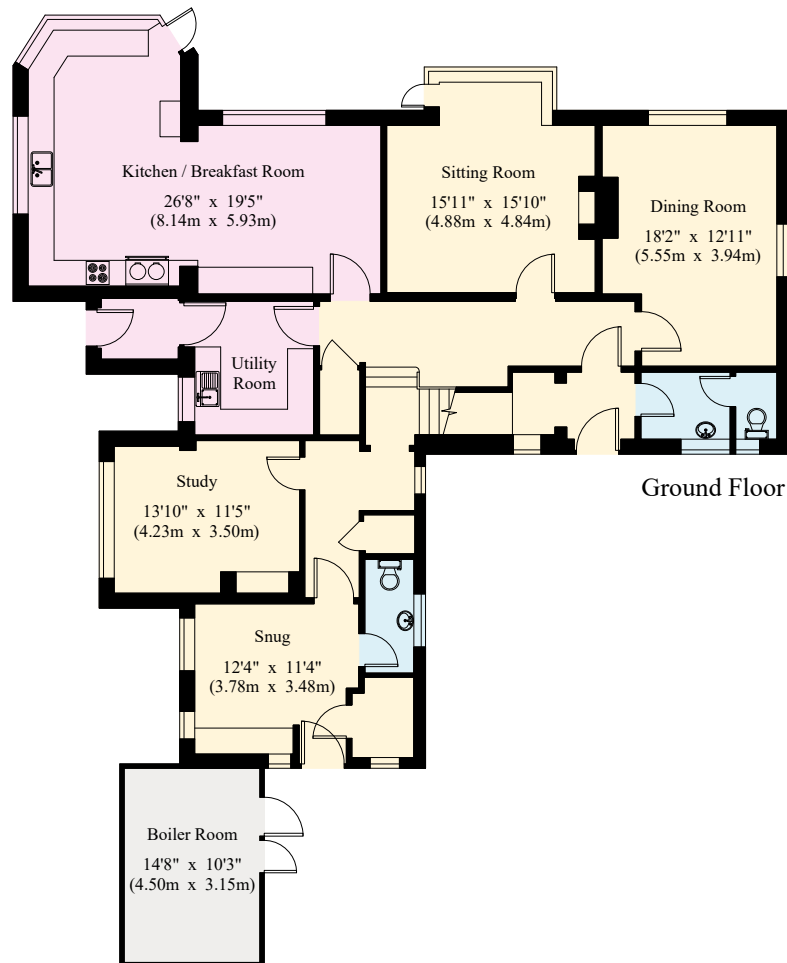 Kitchen / Breakfast Room
26'8" x 19'5"
(8.14m x 5.93m)
Sitting Room
15'11" x 15'10"
(4.88m x 4.84m)
Dining Room
18'2" x 12'11"
(5.55m x 3.94m)
Utility
Room
Ground Floor
Study
13'10" x 11'5"
(4.23m x 3.50m)
Snug
12'4" x 11'4"
(3.78m x 3.48m)
Boiler Room
14'8" x 10'3"
(4.50m x 3.15m)